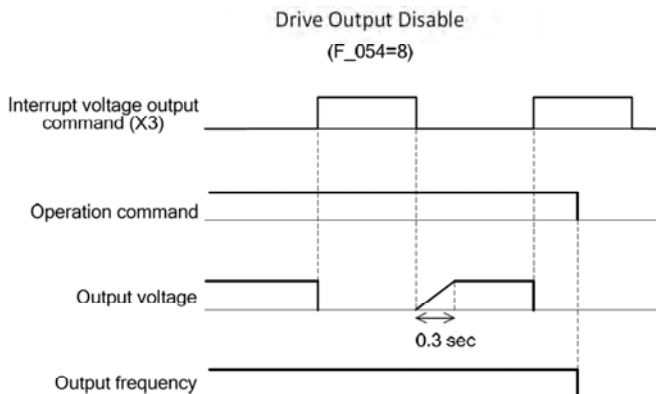 Drive Output Disable
(F_054=8)
Interrupt voltage output
command (X3)
Operation command
Output voltage
0.3 sec
Output frequency